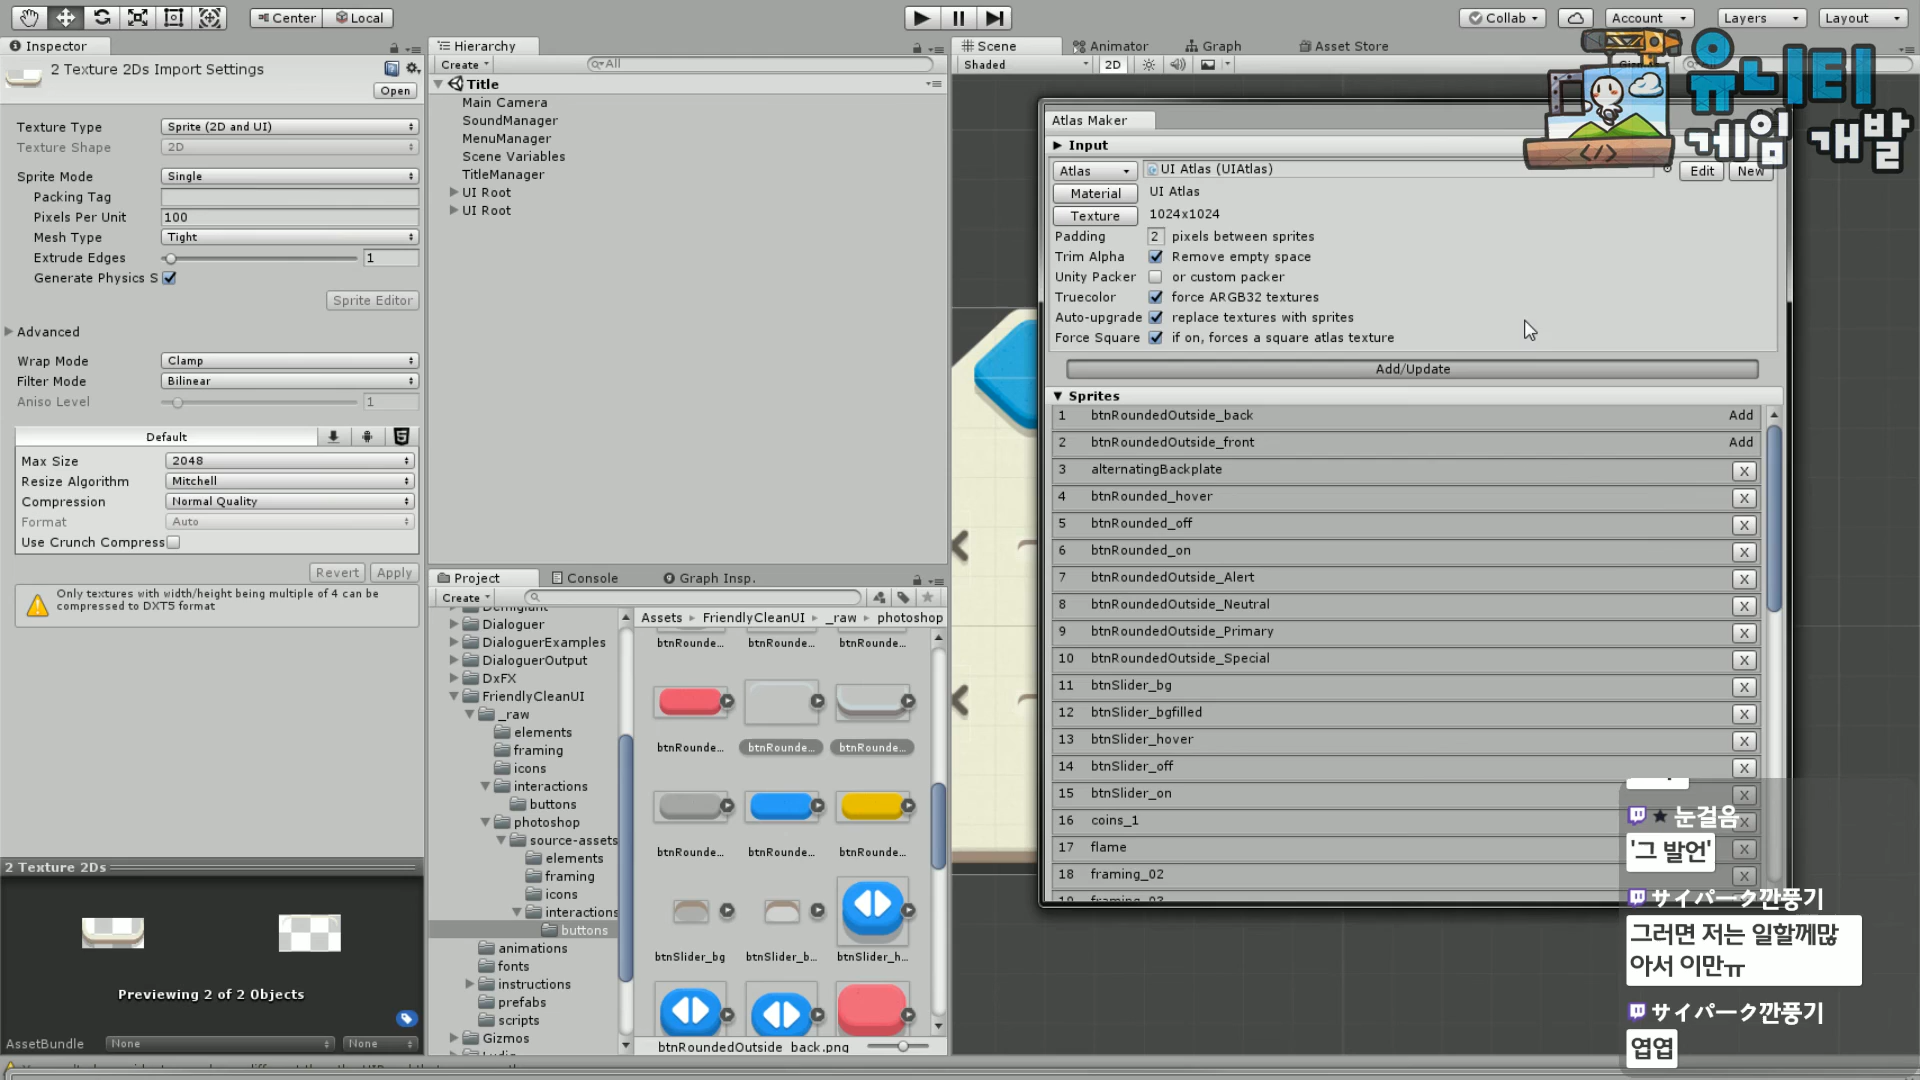 Center
Local
Collab
Account
Layers
Layout
Inspector
2 Texture 2Ds Import Settings
Open
Texture Type
Sprite (2D and UI)
Texture Shape
2D
Sprite Mode
Single
Packing Tag
Pixels Per Unit
100
Mesh Type
Tight
Extrude Edges
1
Generate Physics S
Sprite Editor
Advanced
Wrap Mode
Clamp
Filter Mode
Bilinear
Aniso Level
1
Default
Max Size
2048
Resize Algorithm
Mitchell
Compression
Normal Quality
Format
Auto
Use Crunch Compress
Revert
Apply
Only textures with width/height being multiple of 4 can be
compressed to DXT5 format
2 Texture 2Ds
Previewing 2 of 2 Objects
AssetBundle
None
None
Hierarchy
Create
All
Title
Main Camera
SoundManager
MenuManager
Scene Variables
TitleManager
UI Root
UI Root
Project
Console
Graph Insp.
Create
Dialoguer
DialoguerExamples
DialoguerOutput
DxFX
FriendlyCleanUI
_raw
elements
framing
icons
interactions
buttons
photoshop
source-assets
elements
framing
icons
interactions
buttons
animations
fonts
instructions
prefabs
scripts
Gizmos
Assets
FriendlyCleanUI
_raw
photoshop
btnRounde...
btnRounde...
btnRounde...
btnRounde...
btnRounde...
btnRounde...
btnRounde...
btnRounde...
btnRounde...
btnSlider_bg
btnSlider_b...
btnSlider_h...
btnRoundedOutside_back.png
Scene
Animator
Graph
Asset Store
Shaded
2D
유니티
게임 개발
</>
Atlas Maker
Input
Atlas
UI Atlas (UIAtlas)
Edit
New
Material
UI Atlas
Texture
1024x1024
Padding
2
pixels between sprites
Trim Alpha
Remove empty space
Unity Packer
or custom packer
Truecolor
force ARGB32 textures
Auto-upgrade
replace textures with sprites
Force Square
if on, forces a square atlas texture
Add/Update
Sprites
1 btnRoundedOutside_back Add
2 btnRoundedOutside_front Add
3 alternatingBackplate X
4 btnRounded_hover X
5 btnRounded_off X
6 btnRounded_on X
7 btnRoundedOutside_Alert X
8 btnRoundedOutside_Neutral X
9 btnRoundedOutside_Primary X
10 btnRoundedOutside_Special X
11 btnSlider_bg X
12 btnSlider_bgfilled X
13 btnSlider_hover X
14 btnSlider_off X
15 btnSlider_on X
16 coins_1 X
17 flame X
18 framing_02 X
눈걸음
'그 발언'
サイパーク깐풍기
그러면 저는 일할께많
아서 이만ㅠ
サイパーク깐풍기
엽엽